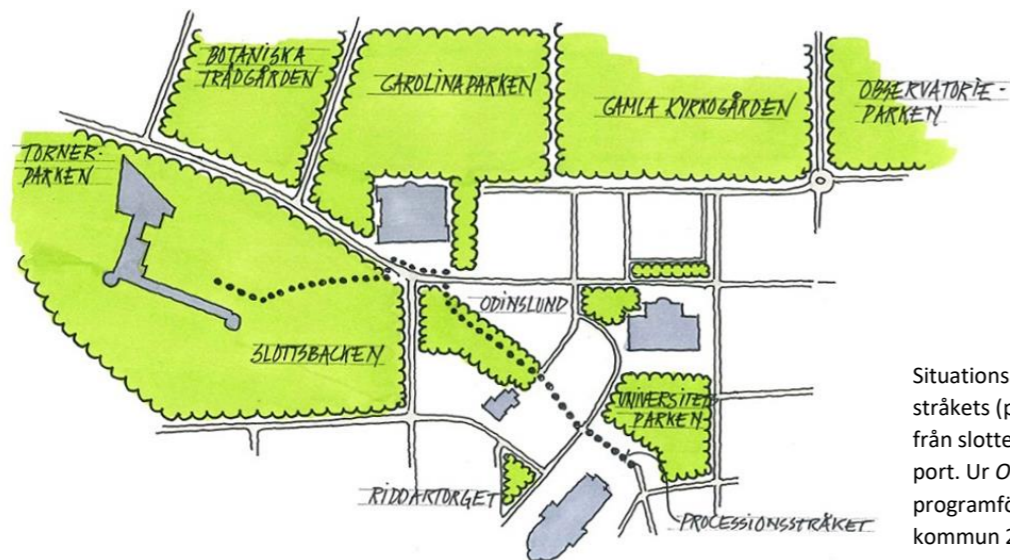 BOTANISKA
TRÄDGÅRDEN
CAROLINAPARKEN
GAMLA KYRKOGÅRDEN
OBSERVATORIE-
PARKEN
TORNER-
PARKEN
ODINSLUND
SLOTTSBACKEN
UNIVERSITETS
PARKEN
RIDDARTORGET
PROCESSIONSSTRÅKET
Situations
stråkets (p
från slotte
port. Ur O
programfö
kommun 2